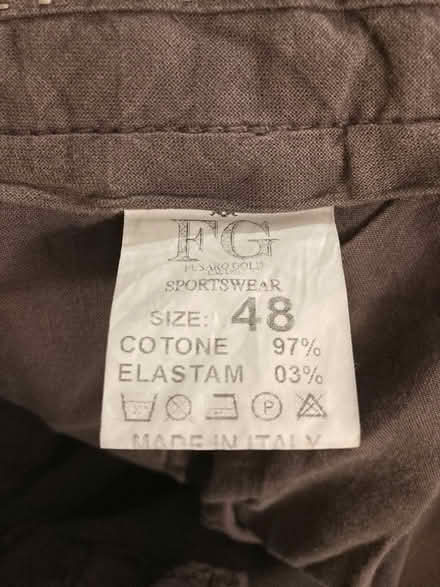 FG
FUSARO GOLD
SPORTSWEAR
SIZE: 48
COTONE 97%
ELASTAM 03%
P
MADE IN ITALY